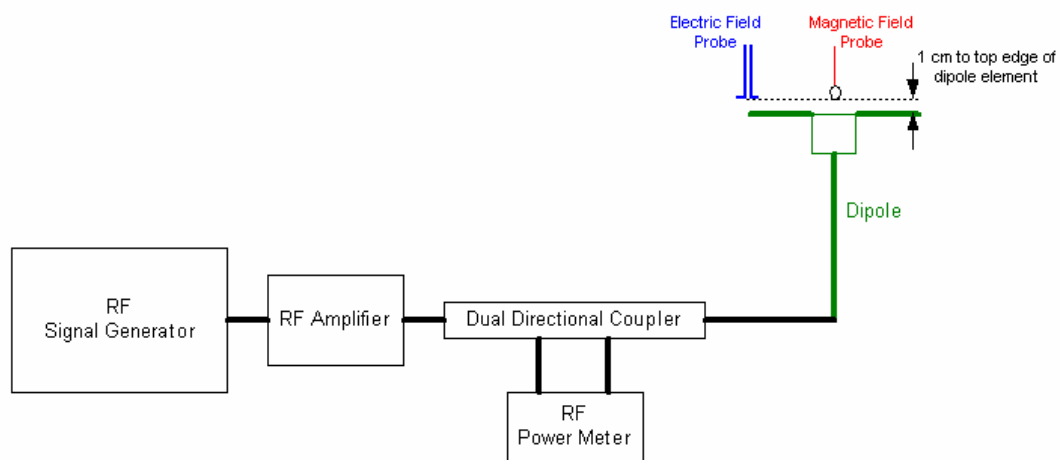 Electric Field
Probe
Magnetic Field
Probe
1 cm to top edge of
dipole element
Dipole
RF
Signal Generator
RF Amplifier
Dual Directional Coupler
RF
Power Meter